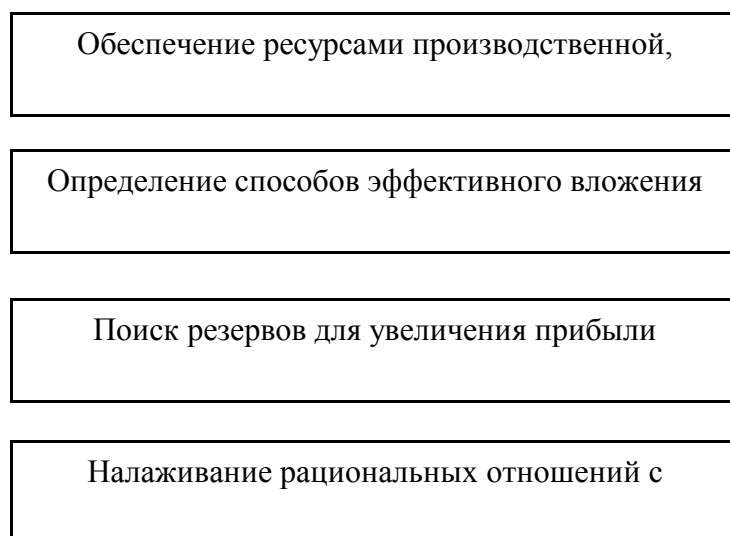 Обеспечение ресурсами производственной,
Определение способов эффективного вложения
Поиск резервов для увеличения прибыли
Налаживание рациональных отношений с